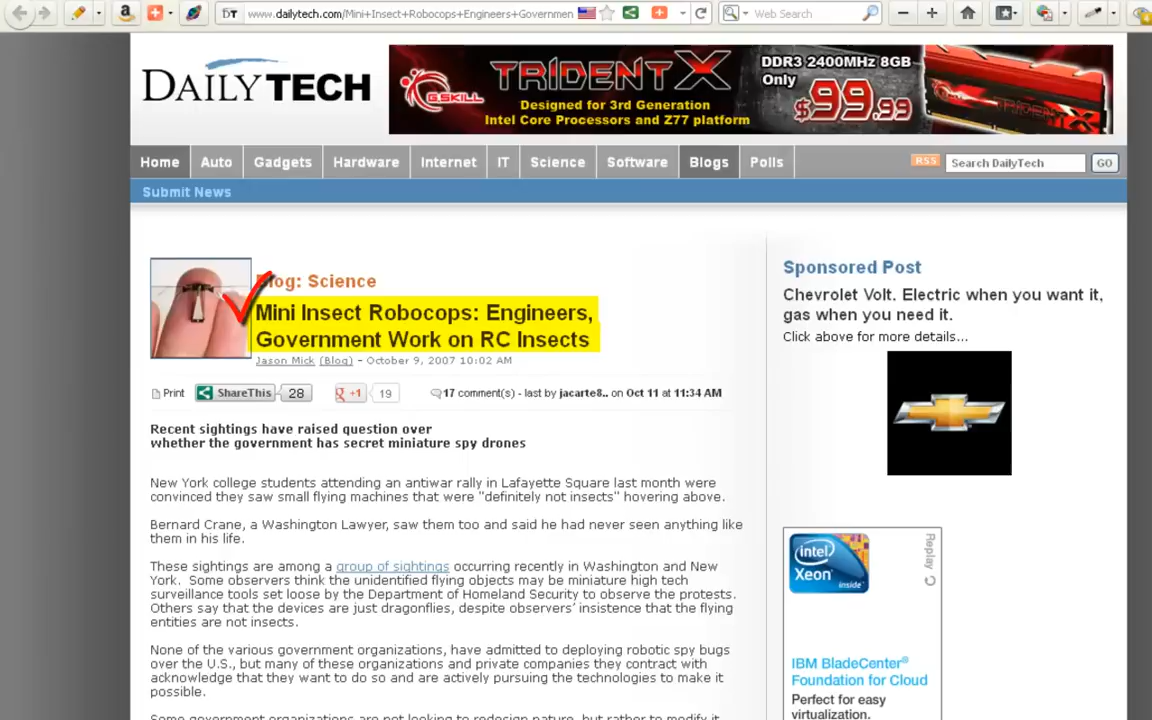 www.dailytech.com/Mini+Insect+Robocops+Engineers+Governmen
Web Search
DAILYTECH
G.SKILL
TRIDENT X
Designed for 3rd Generation
Intel Core Processors and Z77 platform
DDR3 2400MHz 8GB
Only
$99.99
Home Auto Gadgets Hardware Internet IT Science Software Blogs Polls
RSS Search DailyTech GO
Submit News
Blog: Science
Mini Insect Robocops: Engineers,
Government Work on RC Insects
Jason Mick (Blog) - October 9, 2007 10:02 AM
Print ShareThis 28 +1 19 17 comment(s) - last by jacarte8.. on Oct 11 at 11:34 AM
Recent sightings have raised question over
whether the government has secret miniature spy drones
New York college students attending an antiwar rally in Lafayette Square last month were
convinced they saw small flying machines that were "definitely not insects" hovering above.
Bernard Crane, a Washington Lawyer, saw them too and said he had never seen anything like
them in his life.
These sightings are among a group of sightings occurring recently in Washington and New
York. Some observers think the unidentified flying objects may be miniature high tech
surveillance tools set loose by the Department of Homeland Security to observe the protests.
Others say that the devices are just dragonflies, despite observers' insistence that the flying
entities are not insects.
None of the various government organizations, have admitted to deploying robotic spy bugs
over the U.S., but many of these organizations and private companies they contract with
acknowledge that they want to do so and are actively pursuing the technologies to make it
possible.
Some government organizations are not looking to redesign nature, but rather to modify it
Sponsored Post
Chevrolet Volt. Electric when you want it,
gas when you need it.
Click above for more details...
intel
Xeon
inside
Replay
IBM BladeCenter®
Foundation for Cloud
Perfect for easy
virtualization.